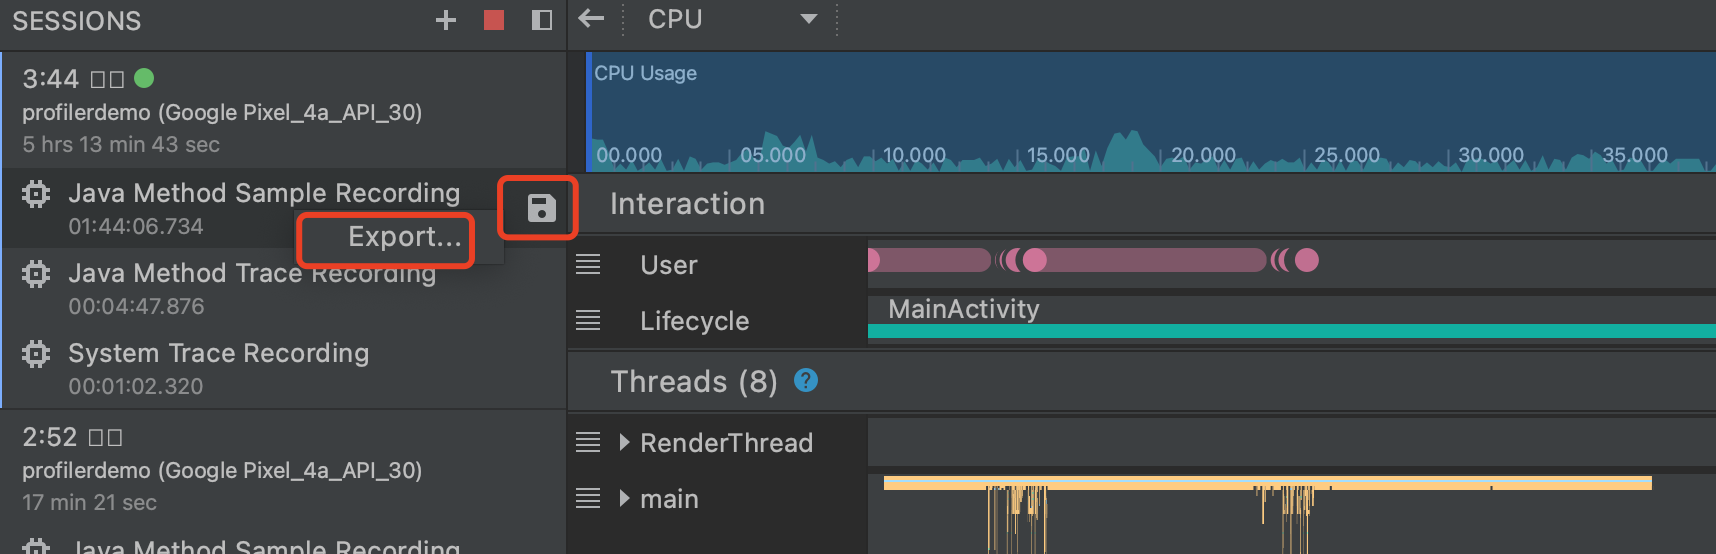 SESSIONS
CPU
3:44
profilerdemo (Google Pixel_4a_API_30)
5 hrs 13 min 43 sec
Java Method Sample Recording
01:44:06.734
Export...
Java Method Trace Recording
00:04:47.876
System Trace Recording
00:01:02.320
2:52
profilerdemo (Google Pixel_4a_API_30)
17 min 21 sec
Java Method Sample Recording
CPU Usage
00.000 05.000 10.000 15.000 20.000 25.000 30.000 35.000
Interaction
User
Lifecycle
MainActivity
Threads (8) ?
RenderThread
main